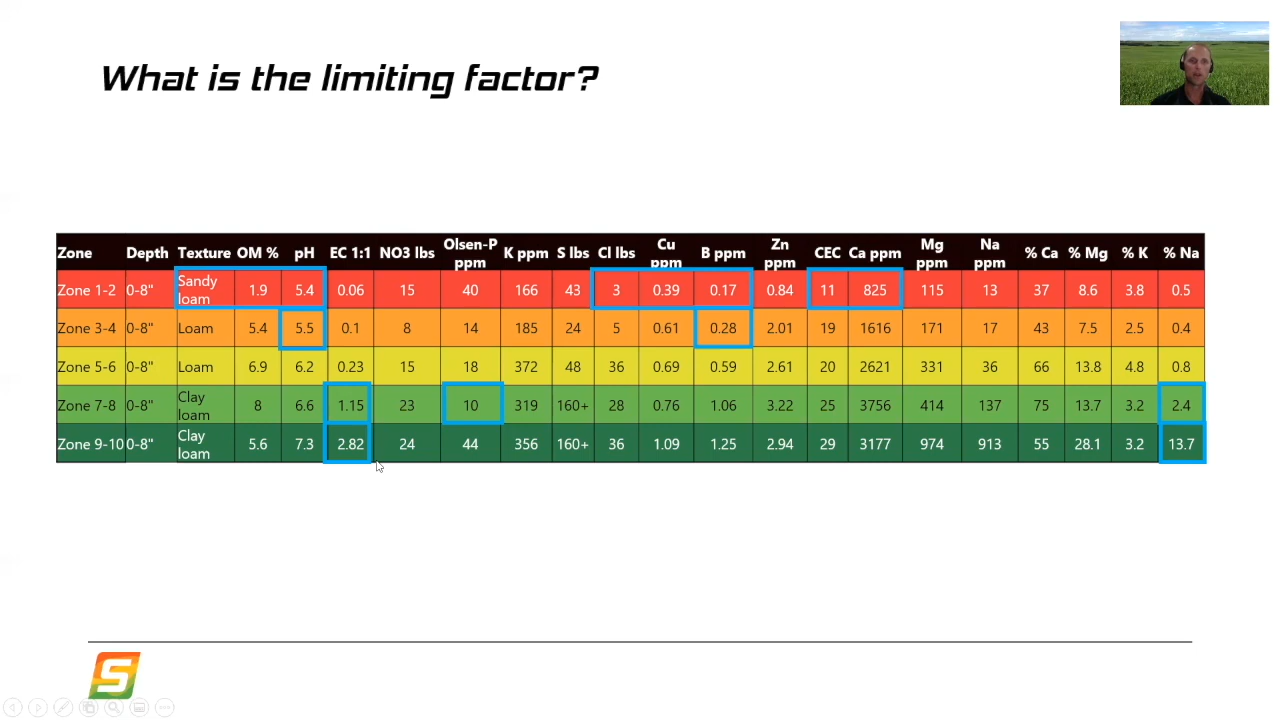 What is the limiting factor?
Zone Depth Texture OM % pH EC 1:1 NO3 lbs Olsen-P ppm K ppm S lbs Cl lbs Cu ppm B ppm Zn ppm CEC Ca ppm Mg ppm Na ppm % Ca % Mg % K % Na
Zone 1-2 0-8" Sandy loam 1.9 5.4 0.06 15 40 166 43 3 0.39 0.17 0.84 11 825 115 13 37 8.6 3.8 0.5
Zone 3-4 0-8" Loam 5.4 5.5 0.1 8 14 185 24 5 0.61 0.28 2.01 19 1616 171 17 43 7.5 2.5 0.4
Zone 5-6 0-8" Loam 6.9 6.2 0.23 15 18 372 48 36 0.69 0.59 2.61 20 2621 331 36 66 13.8 4.8 0.8
Zone 7-8 0-8" Clay loam 8 6.6 1.15 23 10 319 160+ 28 0.76 1.06 3.22 25 3756 414 137 75 13.7 3.2 2.4
Zone 9-10 0-8" Clay loam 5.6 7.3 2.82 24 44 356 160+ 36 1.09 1.25 2.94 29 3177 974 913 55 28.1 3.2 13.7
S